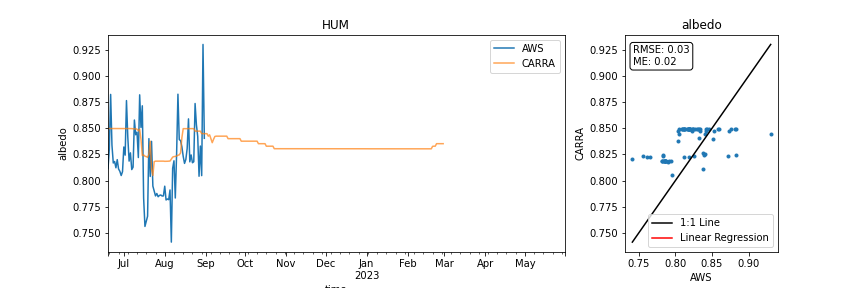 HUM
albedo
0.925
0.900
0.875
0.850
0.825
0.800
0.775
0.750
AWS
CARRA
Jul Aug Sep Oct Nov Dec Jan Feb Mar Apr May
2023
time
albedo
CARRA
0.925
0.900
0.875
0.850
0.825
0.800
0.775
0.750
RMSE: 0.03
ME: 0.02
1:1 Line
Linear Regression
0.75 0.80 0.85 0.90
AWS